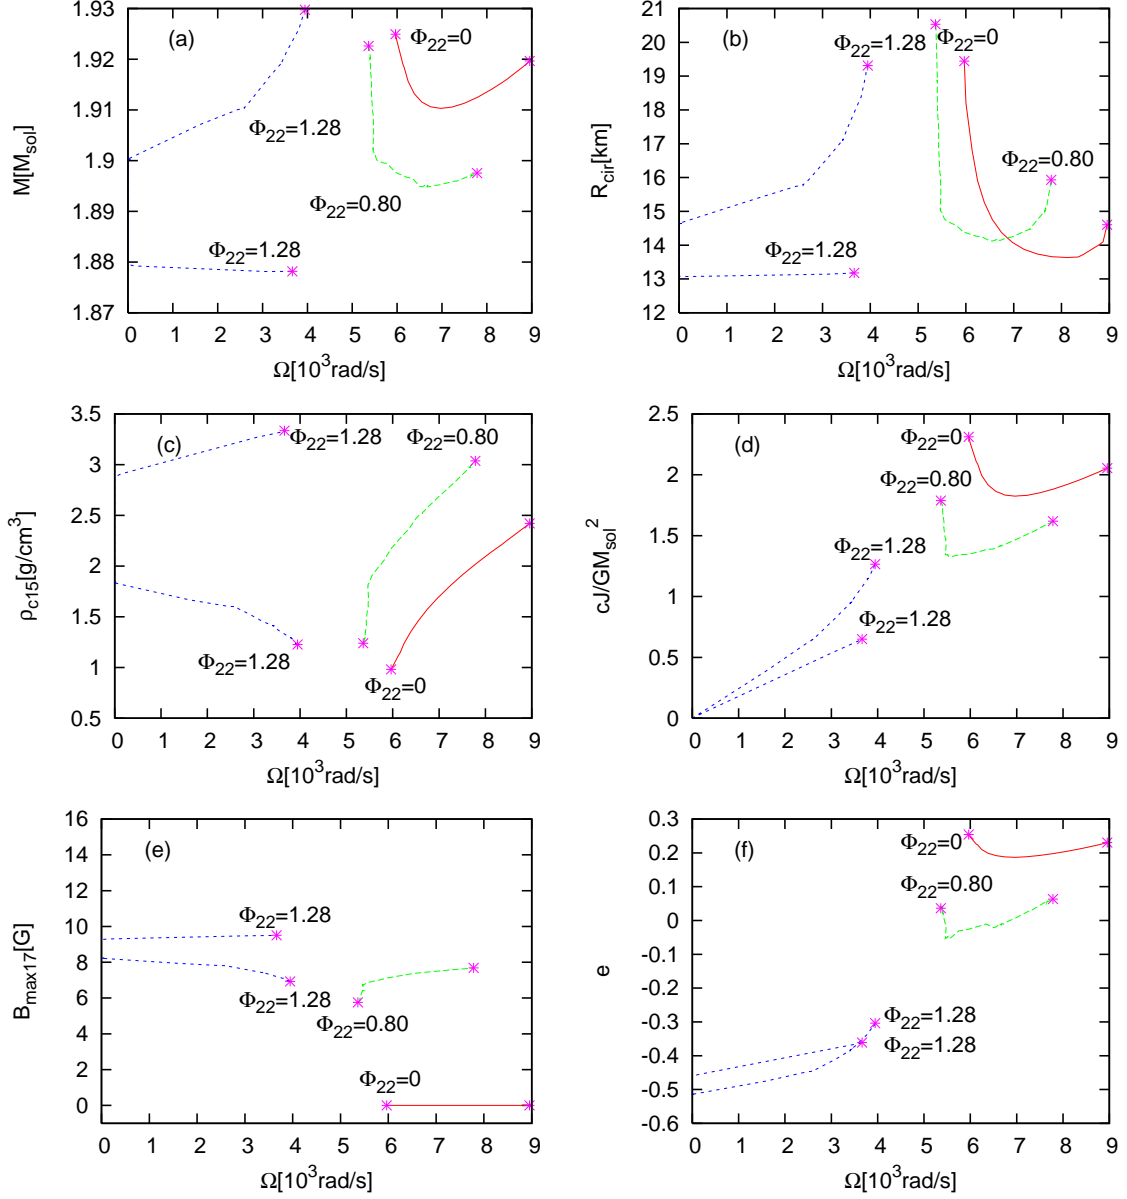 (a)
Φ22=0
Φ22=1.28
Φ22=0.80
Φ22=1.28
1.93
1.92
1.91
1.9
1.89
1.88
1.87
M[Msol]
0 1 2 3 4 5 6 7 8 9
Ω[10^3rad/s]
(b)
Φ22=0
Φ22=1.28
Φ22=0.80
Φ22=1.28
21
20
19
18
17
16
15
14
13
12
Rcir[km]
0 1 2 3 4 5 6 7 8 9
Ω[10^3rad/s]
(c)
Φ22=1.28
Φ22=0.80
Φ22=1.28
Φ22=0
3.5
3
2.5
2
1.5
1
0.5
ρc15[g/cm^3]
0 1 2 3 4 5 6 7 8 9
Ω[10^3rad/s]
(d)
Φ22=0
Φ22=0.80
Φ22=1.28
Φ22=1.28
2.5
2
1.5
1
0.5
0
cJ/GMsol^2
0 1 2 3 4 5 6 7 8 9
Ω[10^3rad/s]
(e)
Φ22=1.28
Φ22=1.28
Φ22=0.80
Φ22=0
16
14
12
10
8
6
4
2
0
Bmax17[G]
0 1 2 3 4 5 6 7 8 9
Ω[10^3rad/s]
(f)
Φ22=0
Φ22=0.80
Φ22=1.28
Φ22=1.28
0.3
0.2
0.1
0
-0.1
-0.2
-0.3
-0.4
-0.5
-0.6
e
0 1 2 3 4 5 6 7 8 9
Ω[10^3rad/s]